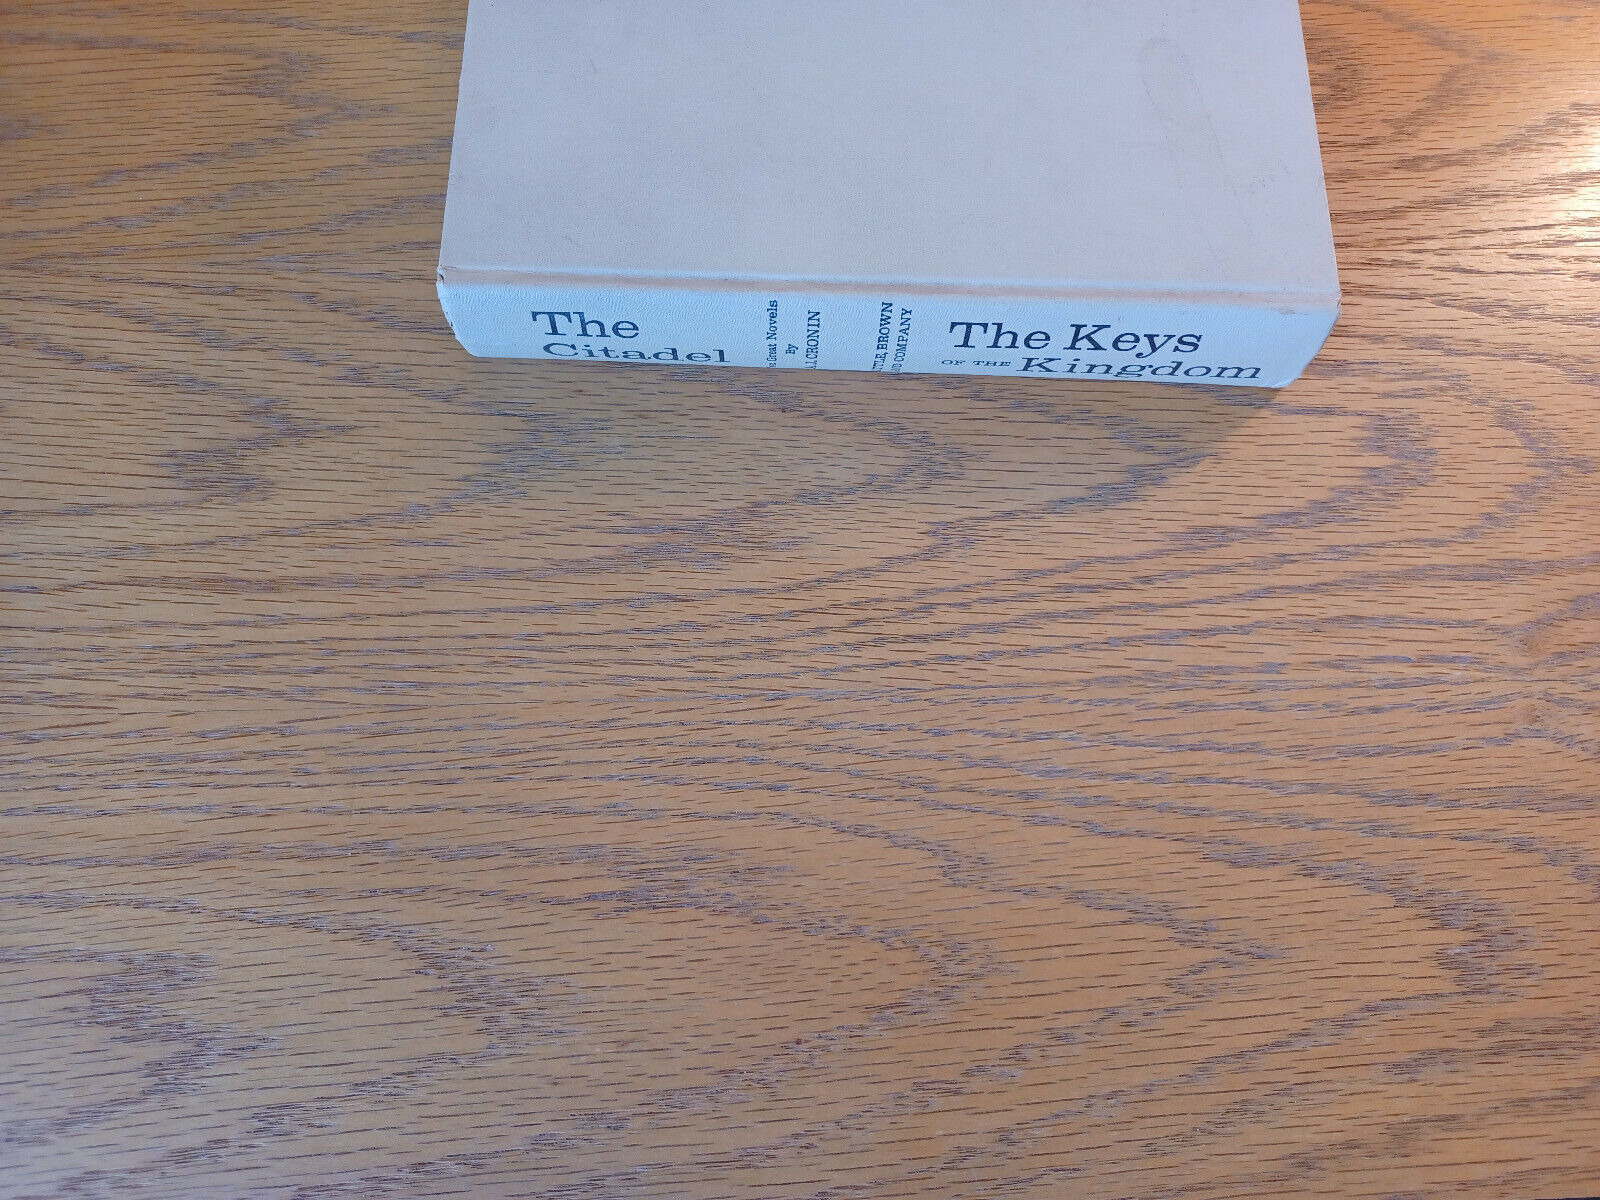 The
Citadel
Great Novels
By
CRONIN
BROWN
COMPANY
The Keys
OF THE Kingdom